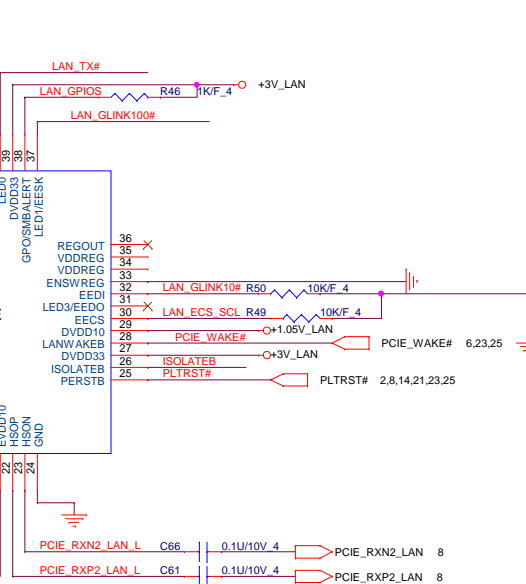 LAN_TX#
+3V_LAN
LAN_GPIOS R46 1K/F_4
LAN_GLINK100#
39 38 37
LED0
DVDD33
GPO/SMBALERT
LED1/EESK
REGOUT 36
VDDREG 35
VDDREG 34
ENSWREG 33
EEDI 32 LAN_GLINK10# R50 10K/F_4
LED3/EEDO 31
EECS 30 LAN_ECS_SCL R49 10K/F_4
DVDD10 29 +1.05V_LAN
LANWAKEB 28 PCIE_WAKE# PCIE_WAKE# 6,23,25
DVDD33 27 +3V_LAN
ISOLATEB 26 ISOLATEB
PERSTB 25 PLTRST# PLTRST# 2,8,14,21,23,25
EVDD10
HSOP
HSON
GND
22 23 24
PCIE_RXN2_LAN_L C66 0.1U/10V_4 PCIE_RXN2_LAN 8
PCIE_RXP2_LAN_L C61 0.1U/10V_4 PCIE_RXP2_LAN 8